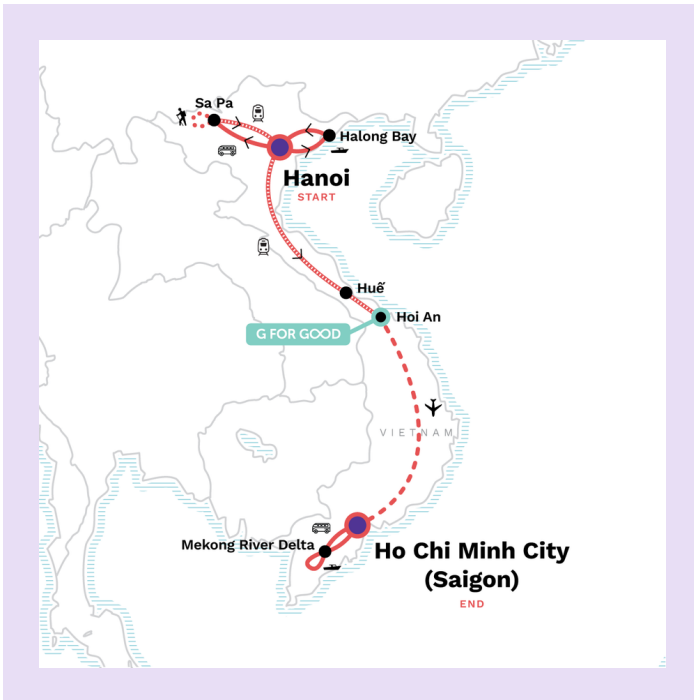 Sa Pa
Halong Bay
Hanoi
START
Huế
Hoi An
G FOR GOOD
VIETNAM
Mekong River Delta
Ho Chi Minh City
(Saigon)
END